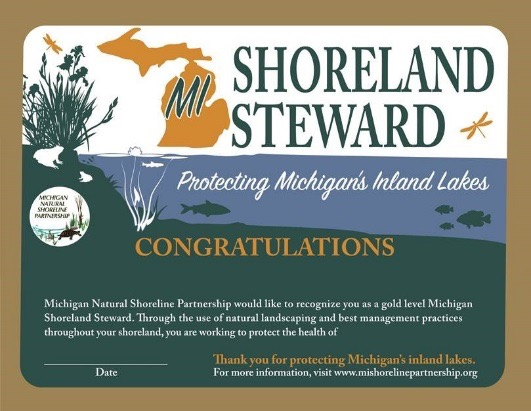 MI SHORELAND
STEWARD
Protecting Michigan's Inland Lakes
MICHIGAN
NATURAL
SHORELINE
PARTNERSHIP
CONGRATULATIONS
Michigan Natural Shoreline Partnership would like to recognize you as a gold level Michigan
Shoreland Steward. Through the use of natural landscaping and best management practices
throughout your shoreland, you are working to protect the health of
Thank you for protecting Michigan's inland lakes.
Date
For more information, visit www.mishorelinepartnership.org